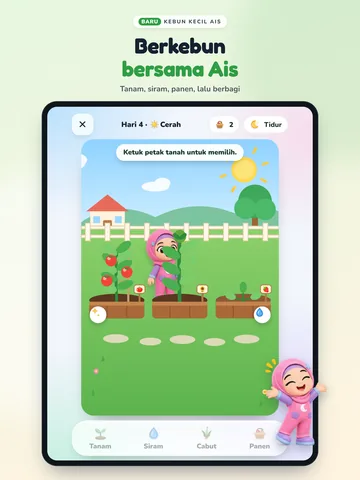 BARU KEBUN KECIL AIS
Berkebun
bersama Ais
Tanam, siram, panen, lalu berbagi
Hari 4 · Cerah
2
Tidur
Ketuk petak tanah untuk memilih.
Tanam
Siram
Cabut
Panen